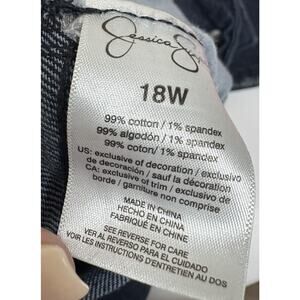 Jessica
18W
99% cotton / 1% spandex
99% algodón / 1% spandex
99% coton / 1% spandex
US: exclusive of decoration / exclusivo
de decoración / sauf la décoration
CA: exclusive of trim / exclusivo de
borde / garniture non comprise
MADE IN CHINA
HECHO EN CHINA
FABRIQUÉ EN CHINE
SEE REVERSE FOR CARE
VER AL REVERSO PARA EL CUIDADO
VOIR LES INSTRUCTIONS D'ENTRETIEN AU DOS